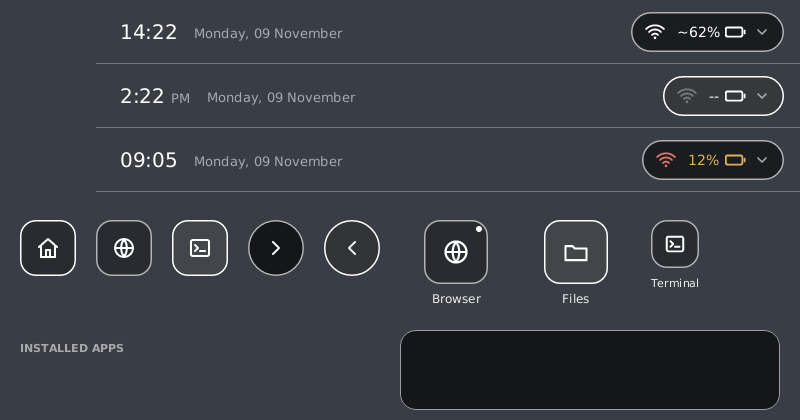 14:22 Monday, 09 November ~62%
2:22 PM Monday, 09 November --
09:05 Monday, 09 November 12%
Browser Files Terminal
INSTALLED APPS